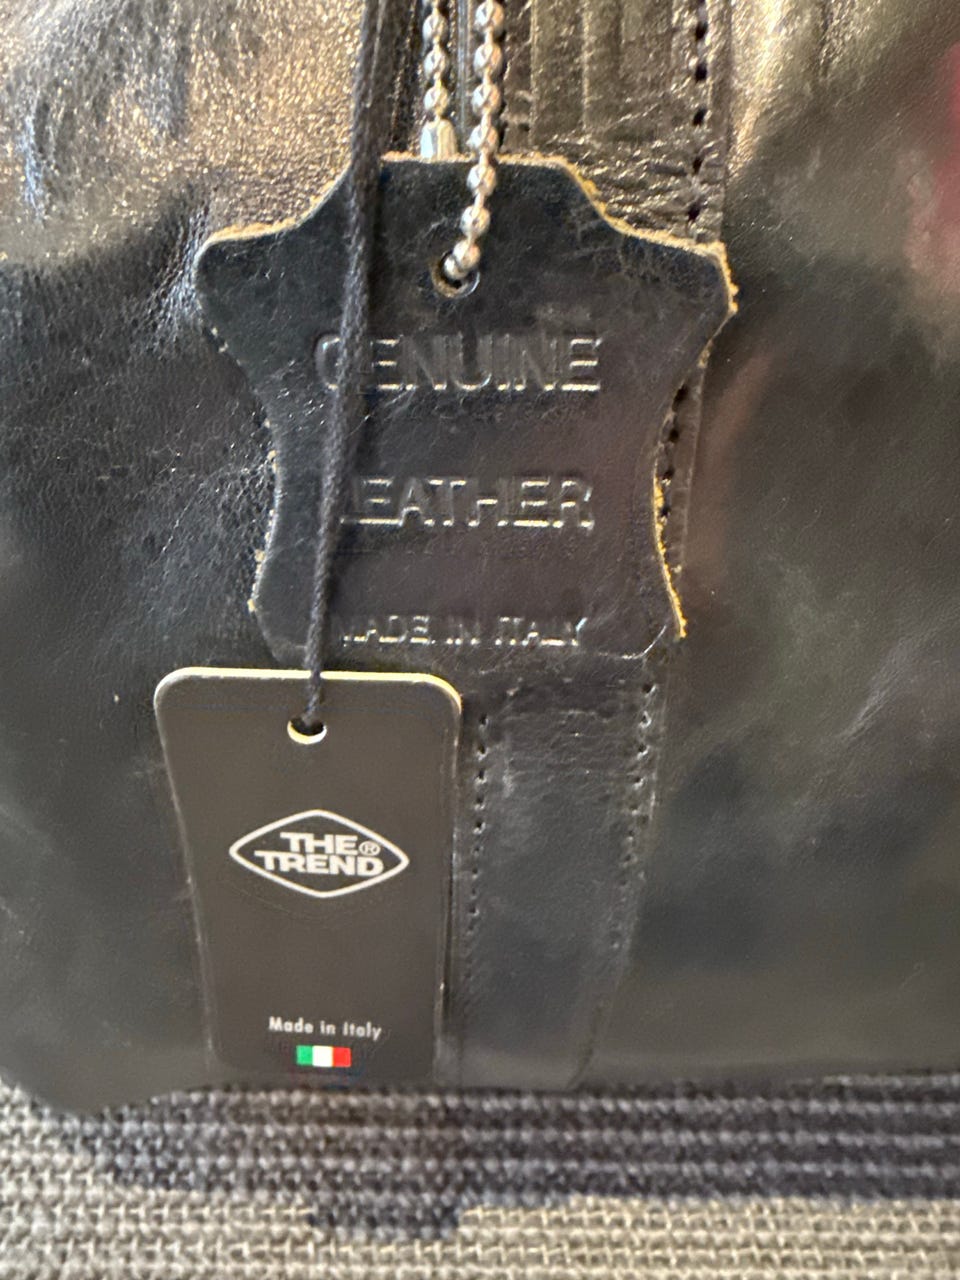 GENUINE
LEATHER
MADE IN ITALY
THE®
TREND
Made in Italy